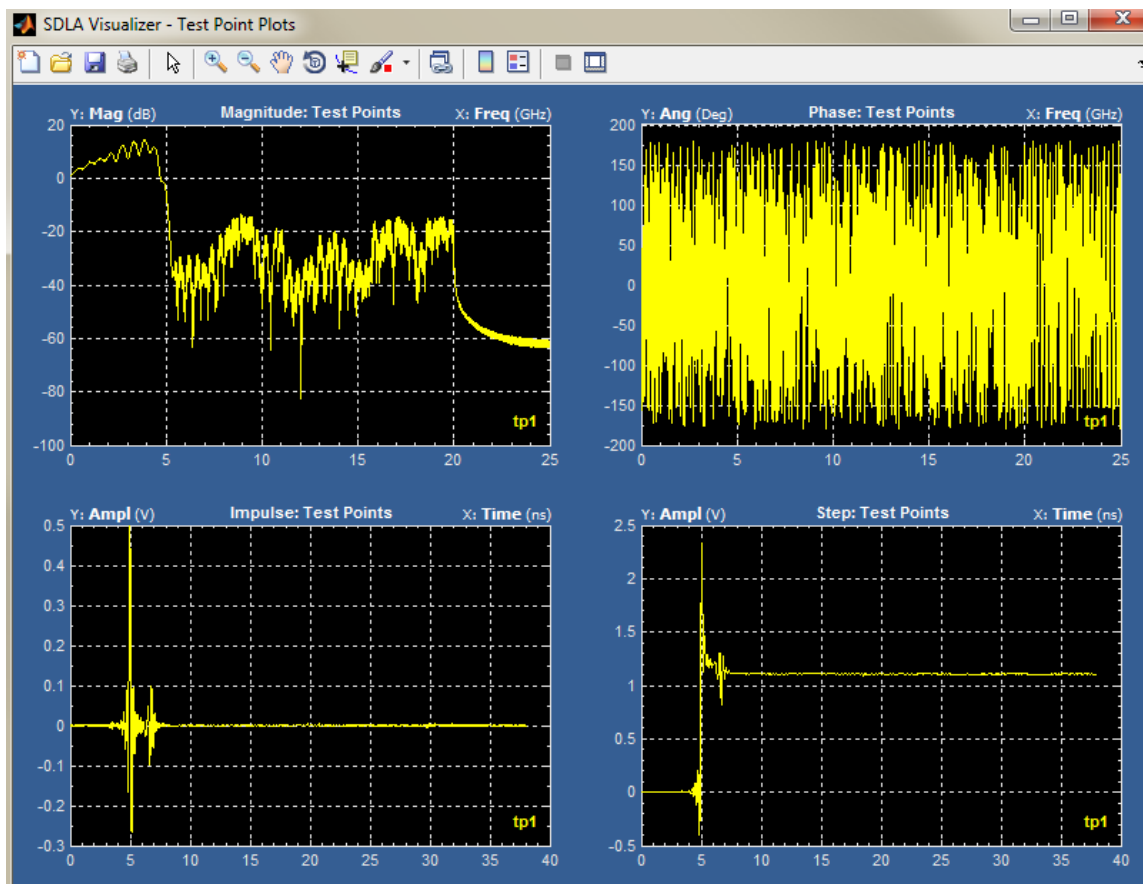 SDLA Visualizer - Test Point Plots
Y: Mag (dB) Magnitude: Test Points X: Freq (GHz)
20
0
-20
-40
-60
-80
-100
0 5 10 15 20 25
tp1
Y: Ang (Deg) Phase: Test Points X: Freq (GHz)
200
150
100
50
0
-50
-100
-150
-200
0 5 10 15 20 25
tp1
Y: Ampl (V) Impulse: Test Points X: Time (ns)
0.5
0.4
0.3
0.2
0.1
0
-0.1
-0.2
-0.3
0 5 10 15 20 25 30 35 40
tp1
Y: Ampl (V) Step: Test Points X: Time (ns)
2.5
2
1.5
1
0.5
0
-0.5
0 5 10 15 20 25 30 35 40
tp1